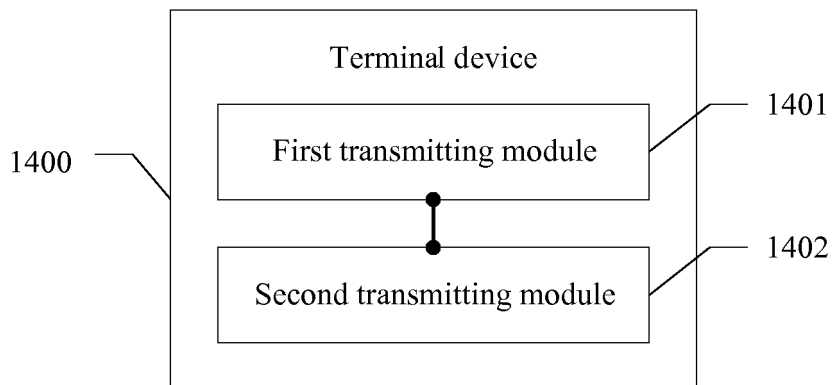 Terminal device
1401
First transmitting module
1400
1402
Second transmitting module